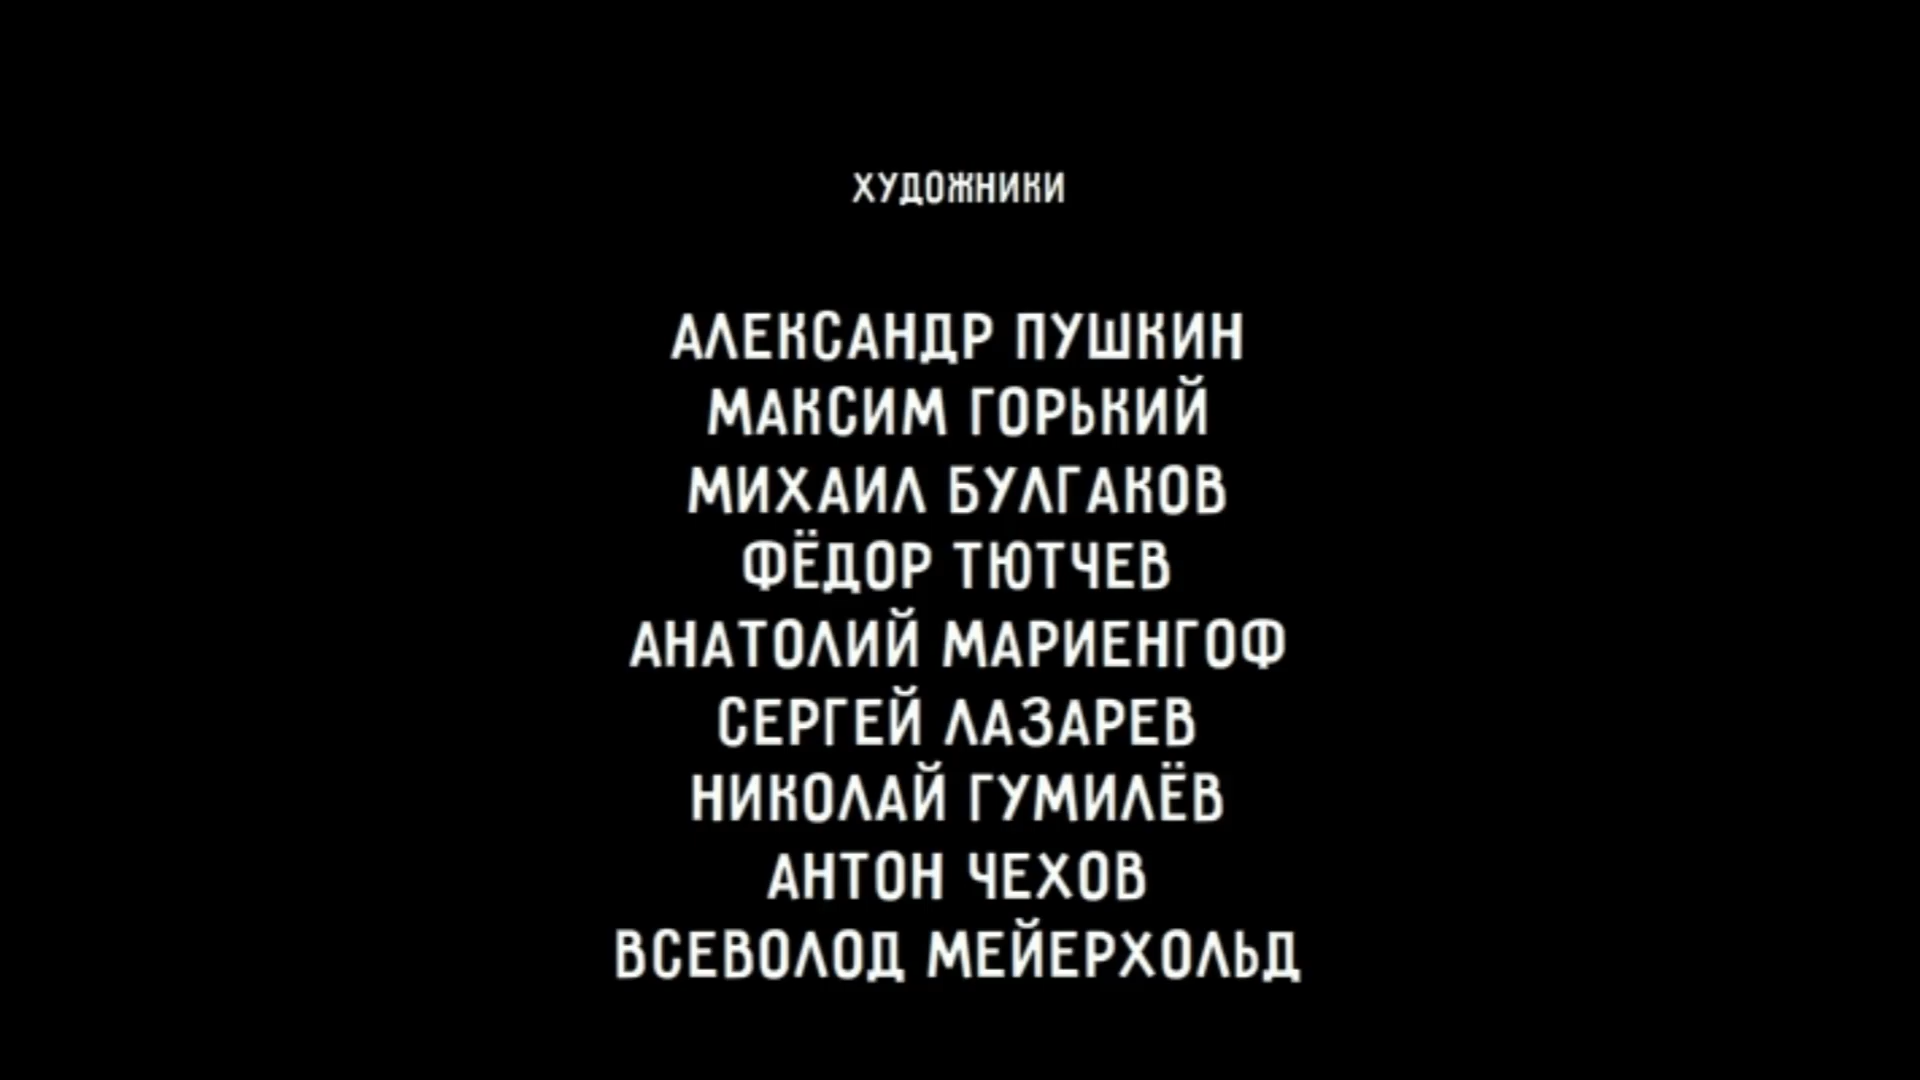 ХУДОЖНИКИ
АЛЕКСАНДР ПУШКИН
МАКСИМ ГОРЬКИЙ
МИХАИЛ БУЛГАКОВ
ФЁДОР ТЮТЧЕВ
АНАТОЛИЙ МАРИЕНГОФ
СЕРГЕЙ ЛАЗАРЕВ
НИКОЛАЙ ГУМИЛЁВ
АНТОН ЧЕХОВ
ВСЕВОЛОД МЕЙЕРХОЛЬД